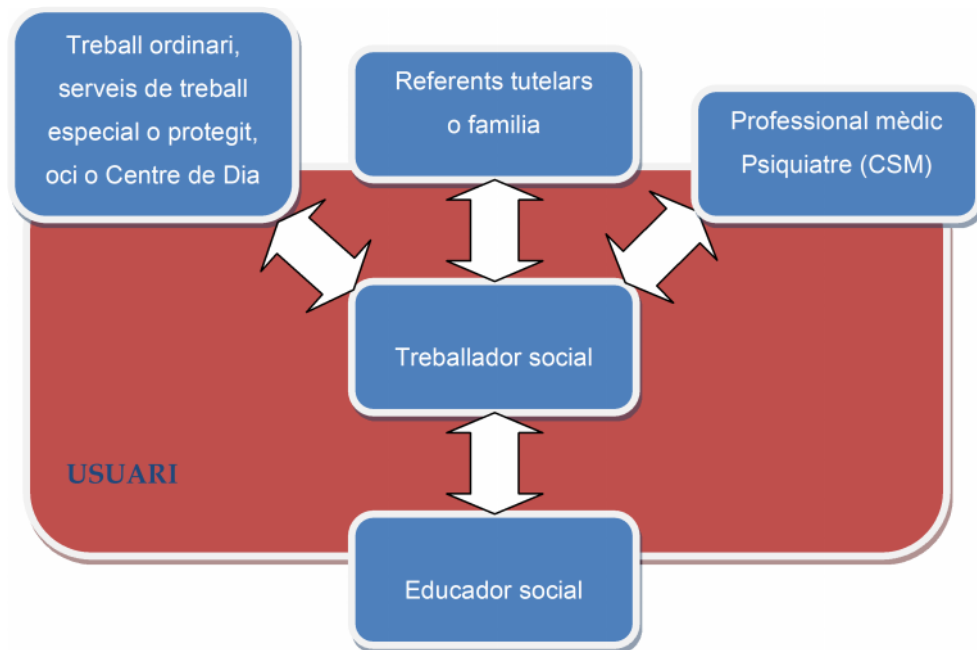 Treball ordinari,
serveis de treball
especial o protegit,
oci o Centre de Dia
Referents tutelars
o familia
Professional mèdic
Psiquiatre (CSM)
Treballador social
USUARI
Educador social